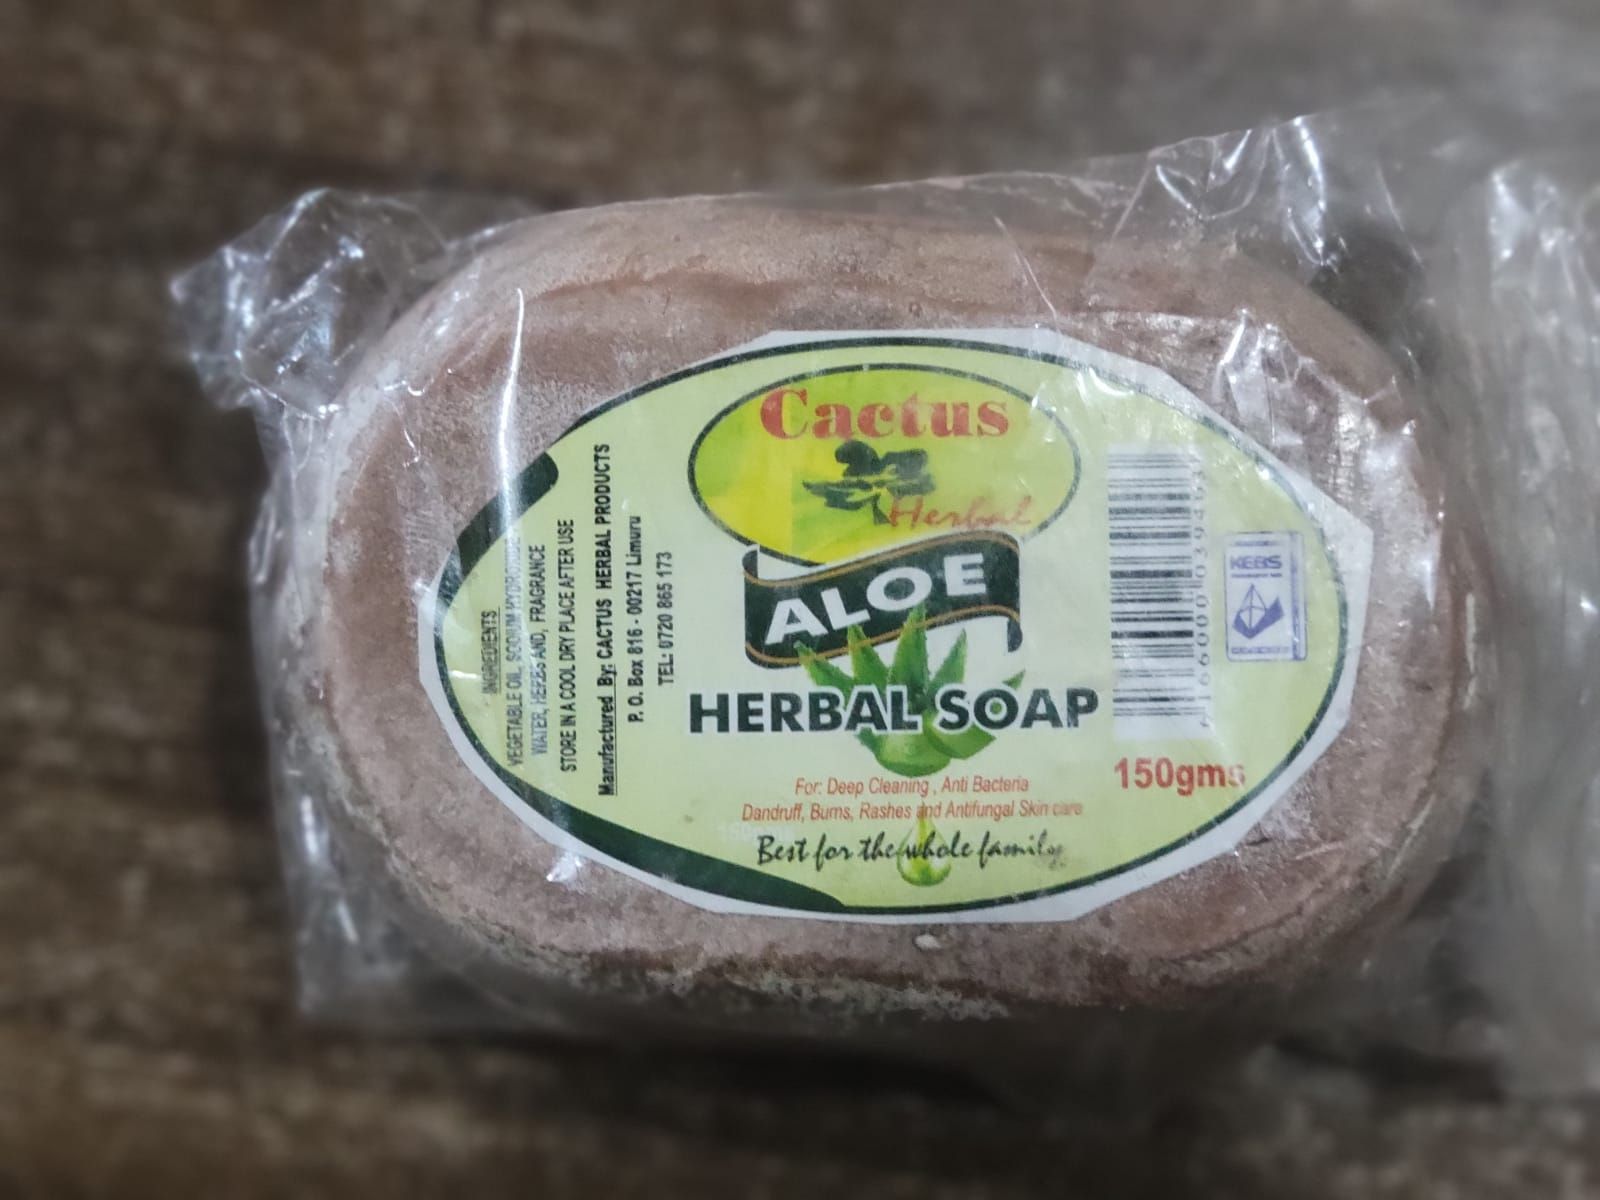 Cactus
Herbal
ALOE
HERBAL SOAP
For: Deep Cleaning , Anti Bacteria
Dandruff, Burns, Rashes and Antifungal Skin care
Best for the whole family
150gms
KEBS
INGREDIENTS
VEGETABLE OIL, SODIUM HYDROXIDE
WATER, HERBS AND, FRAGRANCE
STORE IN A COOL DRY PLACE AFTER USE
Manufactured By: CACTUS HERBAL PRODUCTS
P. O. Box 816 - 00217 Limuru
TEL: 0720 865 173